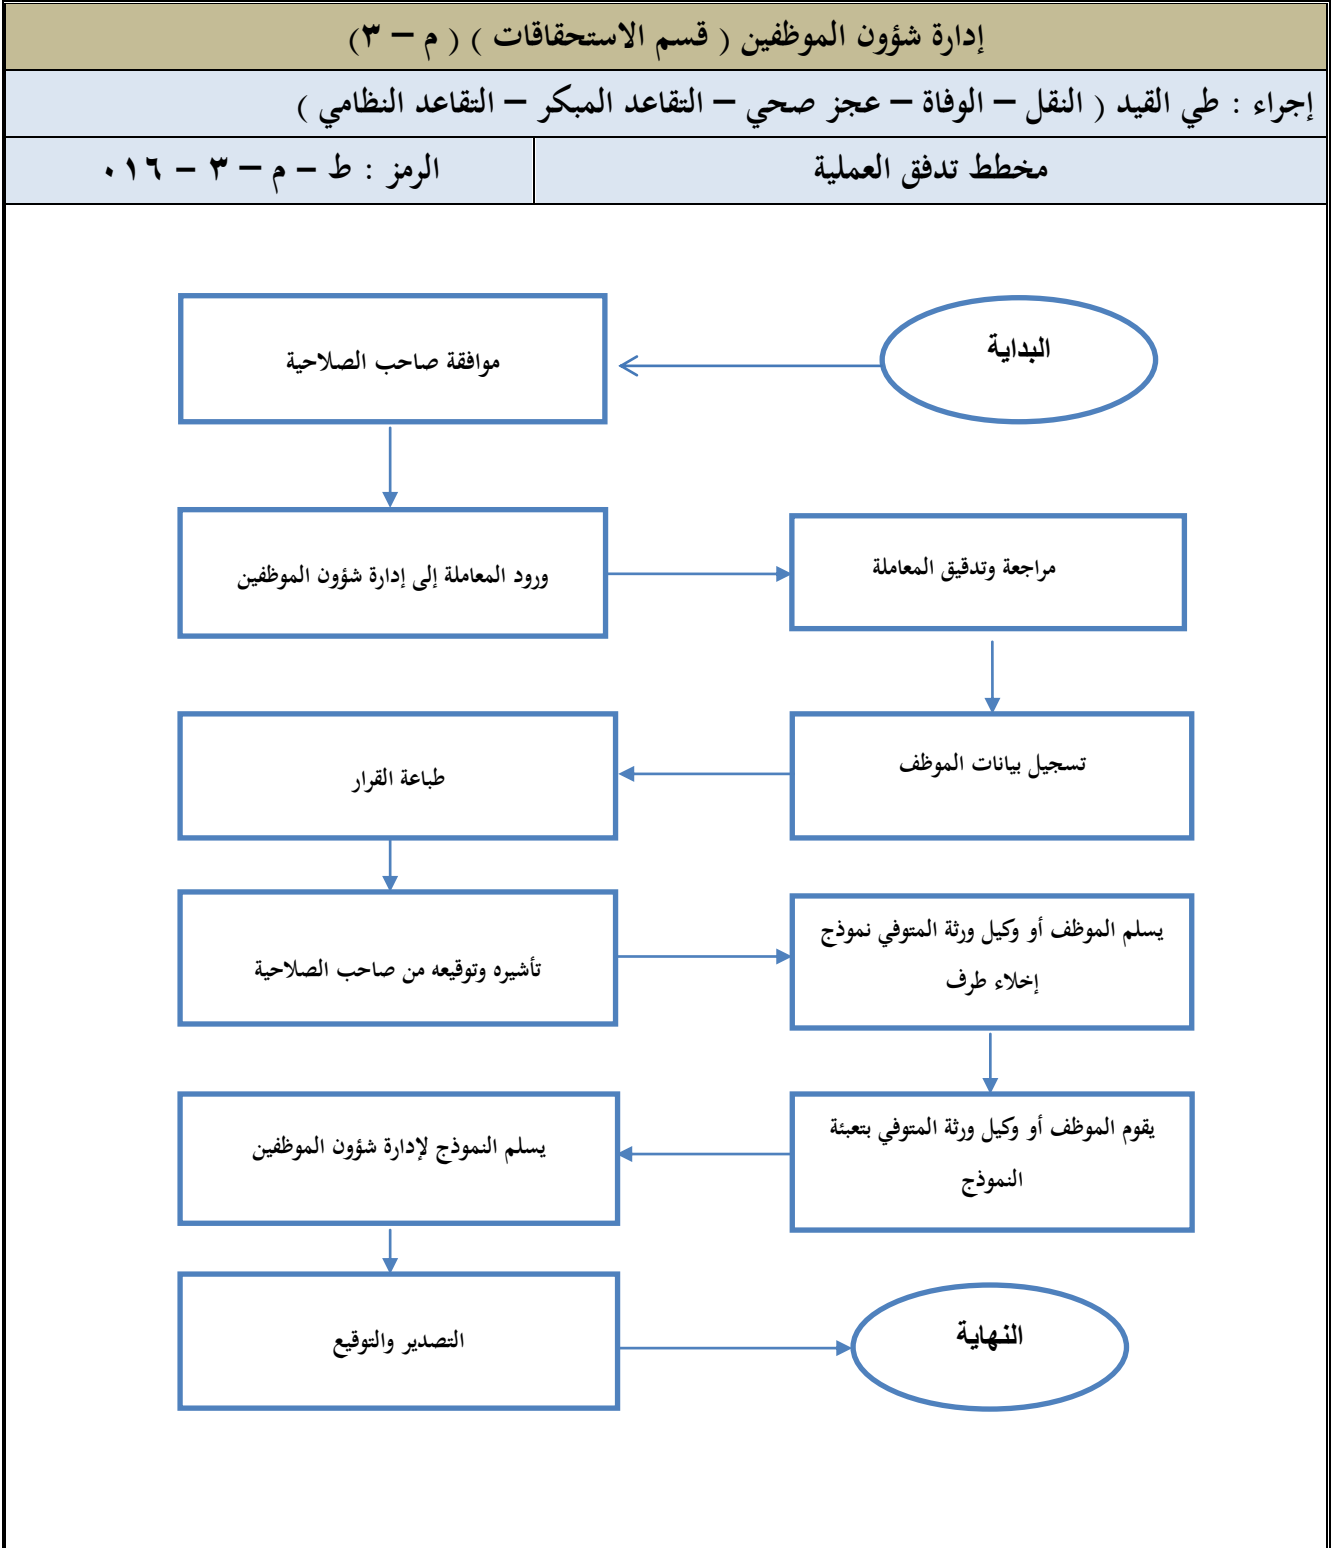 إدارة شؤون الموظفين ( قسم الاستحقاقات ) ( م – ٣)
إجراء : طي القيد ( النقل – الوفاة – عجز صحي – التقاعد المبكر – التقاعد النظامي )
مخطط تدفق العملية
الرمز : ط – م – ٣ – ٠١٦
البداية
موافقة صاحب الصلاحية
ورود المعاملة إلى إدارة شؤون الموظفين
مراجعة وتدقيق المعاملة
تسجيل بيانات الموظف
طباعة القرار
تأشيره وتوقيعه من صاحب الصلاحية
يسلم الموظف أو وكيل ورثة المتوفي نموذج
إخلاء طرف
يقوم الموظف أو وكيل ورثة المتوفي بتعبئة
النموذج
يسلم النموذج لإدارة شؤون الموظفين
التصدير والتوقيع
النهاية